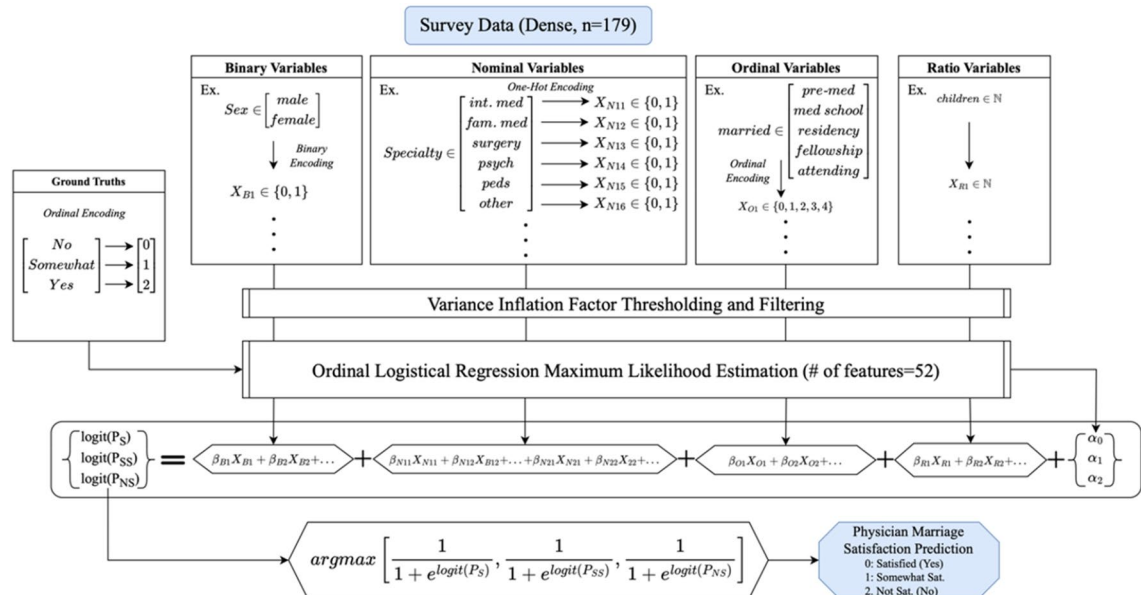 Survey Data (Dense, n=179)
Binary Variables
Ex.
Sex ∈ [male
female]
Binary
Encoding
X_B1 ∈ {0, 1}
Nominal Variables
Ex.
One-Hot Encoding
Specialty ∈
int. med → X_N11 ∈ {0, 1}
fam. med → X_N12 ∈ {0, 1}
surgery → X_N13 ∈ {0, 1}
psych → X_N14 ∈ {0, 1}
peds → X_N15 ∈ {0, 1}
other → X_N16 ∈ {0, 1}
Ordinal Variables
Ex.
married ∈
pre-med
med school
residency
fellowship
attending
Ordinal
Encoding
X_O1 ∈ {0, 1, 2, 3, 4}
Ratio Variables
Ex.
children ∈ ℕ
X_R1 ∈ ℕ
Ground Truths
Ordinal Encoding
No → 0
Somewhat → 1
Yes → 2
Variance Inflation Factor Thresholding and Filtering
Ordinal Logistical Regression Maximum Likelihood Estimation (# of features=52)
logit(P_S)
logit(P_SS)
logit(P_NS)
=
β_B1X_B1 + β_B2X_B2+…
+
β_N11X_N11 + β_N12X_B12+…+β_N21X_N21 + β_N22X_22+…
+
β_O1X_O1 + β_O2X_O2+…
+
β_R1X_R1 + β_R2X_R2+…
+
α_0
α_1
α_2
argmax [1/(1 + e^logit(P_S)), 1/(1 + e^logit(P_SS)), 1/(1 + e^logit(P_NS))]
Physician Marriage
Satisfaction Prediction
0: Satisfied (Yes)
1: Somewhat Sat.
2. Not Sat. (No)